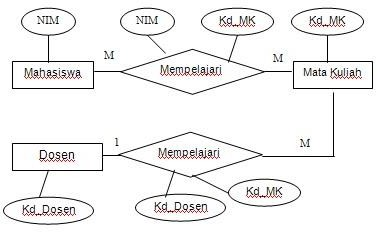 NIM
NIM
Kd_MK
Kd_MK
M
M
Mahasiswa
Mempelajari
Mata Kuliah
1
M
Dosen
Mempelajari
Kd_MK
Kd_Dosen
Kd_Dosen